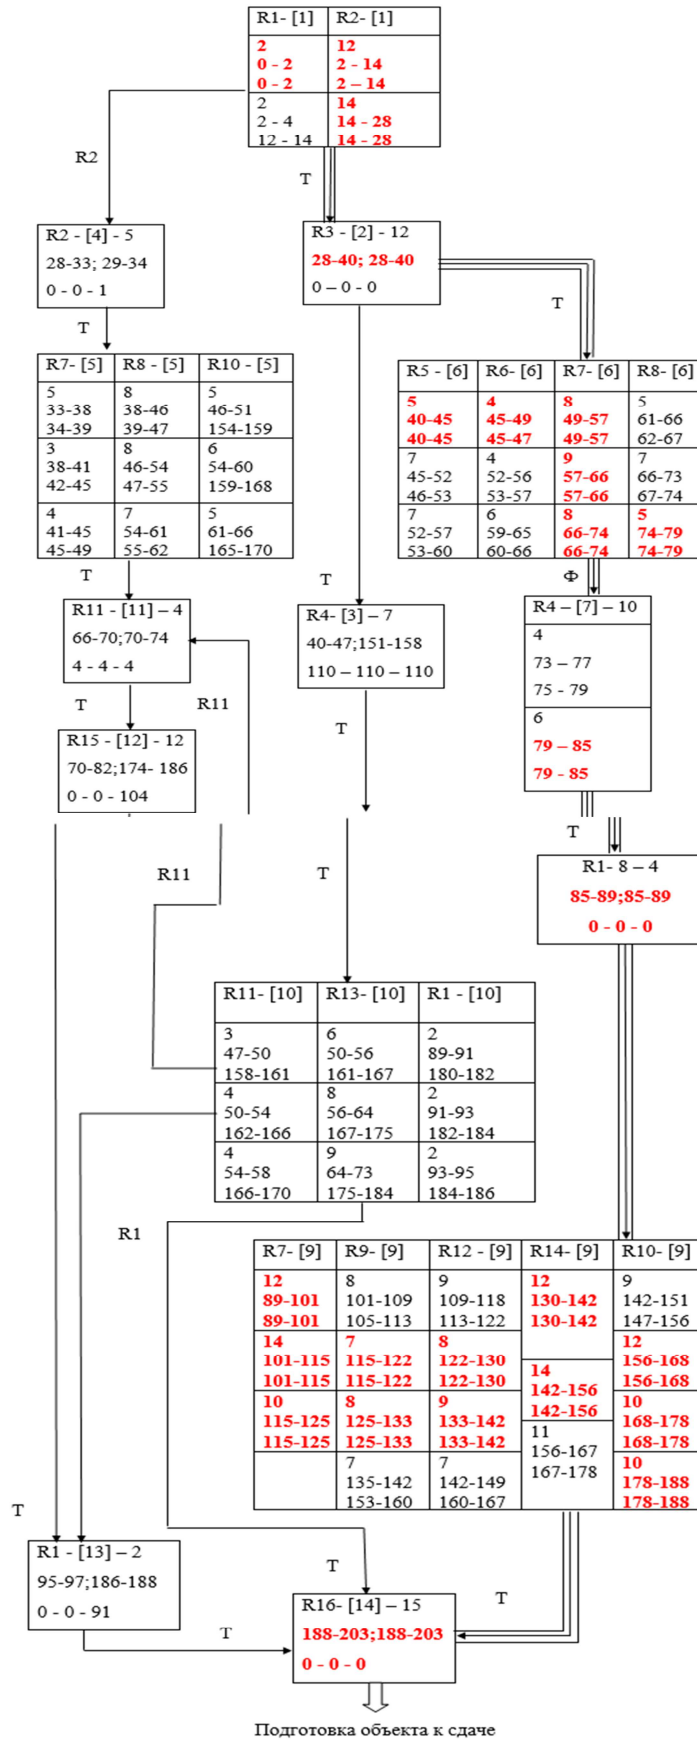 R1- [1] R2- [1]
2 12
0 - 2 2 - 14
0 - 2 2 – 14
2 14
2 - 4 14 - 28
12 - 14 14 - 28
R2
T
R2 - [4] - 5
28-33; 29-34
0 - 0 - 1
R3 - [2] - 12
28-40; 28-40
0 – 0 - 0
T
T
R7- [5] R8 - [5] R10 - [5]
5 8 5
33-38 38-46 46-51
34-39 39-47 154-159
3 8 6
38-41 46-54 54-60
42-45 47-55 159-168
4 7 5
41-45 54-61 61-66
45-49 55-62 165-170
R5 - [6] R6- [6] R7- [6] R8- [6]
5 4 8 5
40-45 45-49 49-57 61-66
40-45 45-47 49-57 62-67
7 4 9 7
45-52 52-56 57-66 66-73
46-53 53-57 57-66 67-74
7 6 8 5
52-57 59-65 66-74 74-79
53-60 60-66 66-74 74-79
T
T
Ф
R11 - [11] – 4
66-70;70-74
4 - 4 - 4
R4- [3] – 7
40-47;151-158
110 – 110 – 110
R4 – [7] – 10
4
73 – 77
75 - 79
6
79 – 85
79 - 85
T
R11
T
R15 - [12] - 12
70-82;174- 186
0 - 0 - 104
T
R11
T
R1- 8 – 4
85-89;85-89
0 - 0 - 0
R11- [10] R13- [10] R1 - [10]
3 6 2
47-50 50-56 89-91
158-161 161-167 180-182
4 8 2
50-54 56-64 91-93
162-166 167-175 182-184
4 9 2
54-58 64-73 93-95
166-170 175-184 184-186
R1
R7- [9] R9- [9] R12 - [9] R14- [9] R10- [9]
12 8 9 12 9
89-101 101-109 109-118 130-142 142-151
89-101 105-113 113-122 130-142 147-156
14 7 8 14 12
101-115 115-122 122-130 142-156 156-168
101-115 115-122 122-130 142-156 156-168
10 8 9 11 10
115-125 125-133 133-142 156-167 168-178
115-125 125-133 133-142 167-178 168-178
7 7 10
135-142 142-149 178-188
153-160 160-167 178-188
T
R1 - [13] – 2
95-97;186-188
0 - 0 - 91
T
T
T
R16- [14] – 15
188-203;188-203
0 - 0 - 0
Подготовка объекта к сдаче